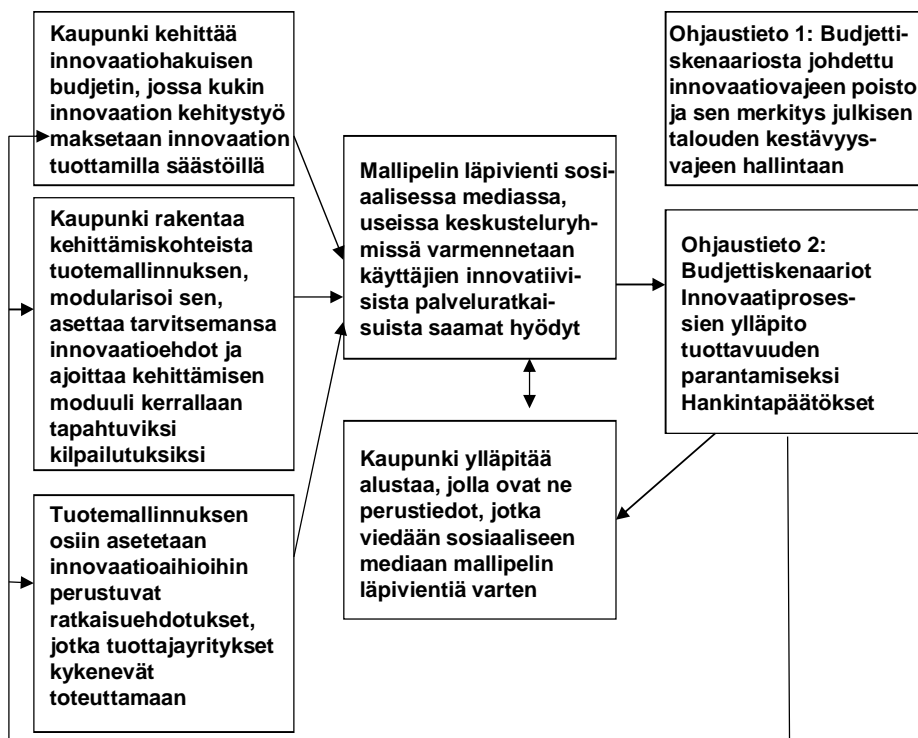 Kaupunki kehittää
innovaatiohakuisen
budjetin, jossa kukin
innovaation kehitystyö
maksetaan innovaation
tuottamilla säästöillä
Kaupunki rakentaa
kehittämiskohteista
tuotemallinnuksen,
modularisoi sen,
asettaa tarvitsemansa
innovaatioehdot ja
ajoittaa kehittämisen
moduuli kerrallaan
tapahtuviksi
kilpailutuksiksi
Tuotemallinnuksen
osiin asetetaan
innovaatioaihioihin
perustuvat
ratkaisuehdotukset,
jotka tuottajayritykset
kykenevät
toteuttamaan
Mallipelin läpivienti sosi-
aalisessa mediassa,
useissa keskusteluryh-
missä varmennetaan
käyttäjien innovatiivi-
sista palveluratkai-
suista saamat hyödyt
Kaupunki ylläpitää
alustaa, jolla ovat ne
perustiedot, jotka
viedään sosiaaliseen
mediaan mallipelin
läpivientiä varten
Ohjaustieto 1: Budjetti-
skenaariosta johdettu
innovaatiovajeen poisto
ja sen merkitys julkisen
talouden kestävyys-
vajeen hallintaan
Ohjaustieto 2:
Budjettiskenaariot
Innovaatiproses-
sien ylläpito
tuottavuuden
parantamiseksi
Hankintapäätökset